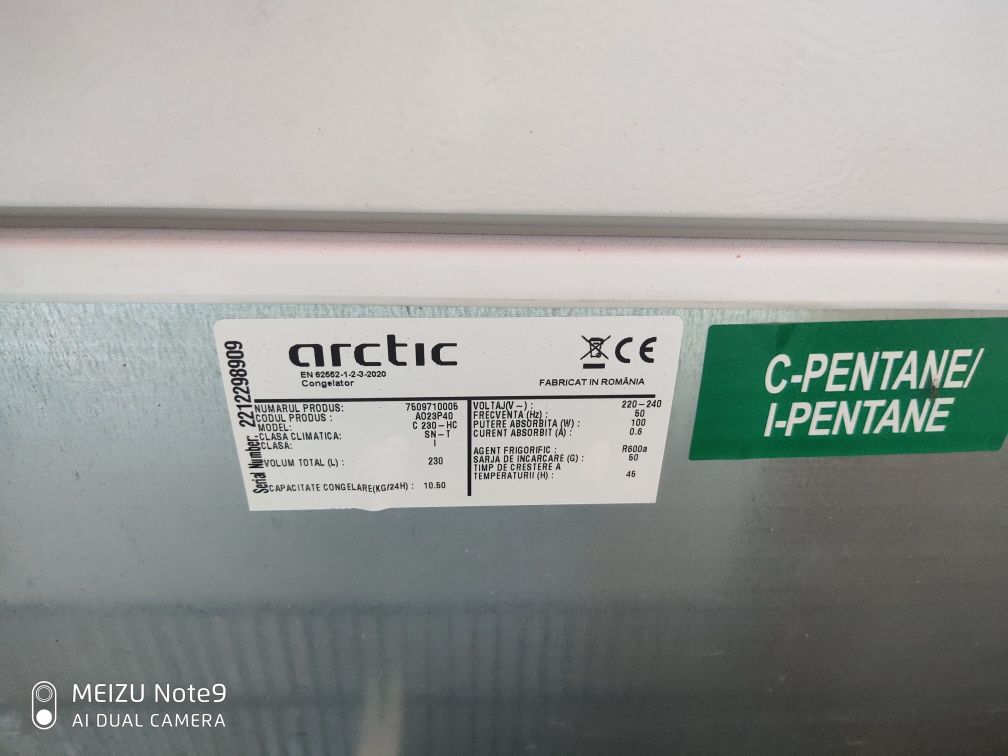 arctic
EN 62552-1-2-3-2020
Congelator
FABRICAT IN ROMÂNIA
Serial Number: 2212298909
NUMARUL PRODUS: 7509710005
CODUL PRODUS : A023P40
MODEL: C 230-HC
CLASA CLIMATICA: SN-T
CLASA: I
VOLUM TOTAL (L) : 230
CAPACITATE CONGELARE(KG/24H) : 10.50
VOLTAJ(V ~) : 220-240
FRECVENTA (Hz) : 50
PUTERE ABSORBITA (W) : 100
CURENT ABSORBIT (A) : 0.6
AGENT FRIGORIFIC : R600a
SARJA DE INCARCARE (G) : 50
TIMP DE CRESTERE A
TEMPERATURII (H) : 45
C-PENTANE/
I-PENTANE
MEIZU Note9
AI DUAL CAMERA